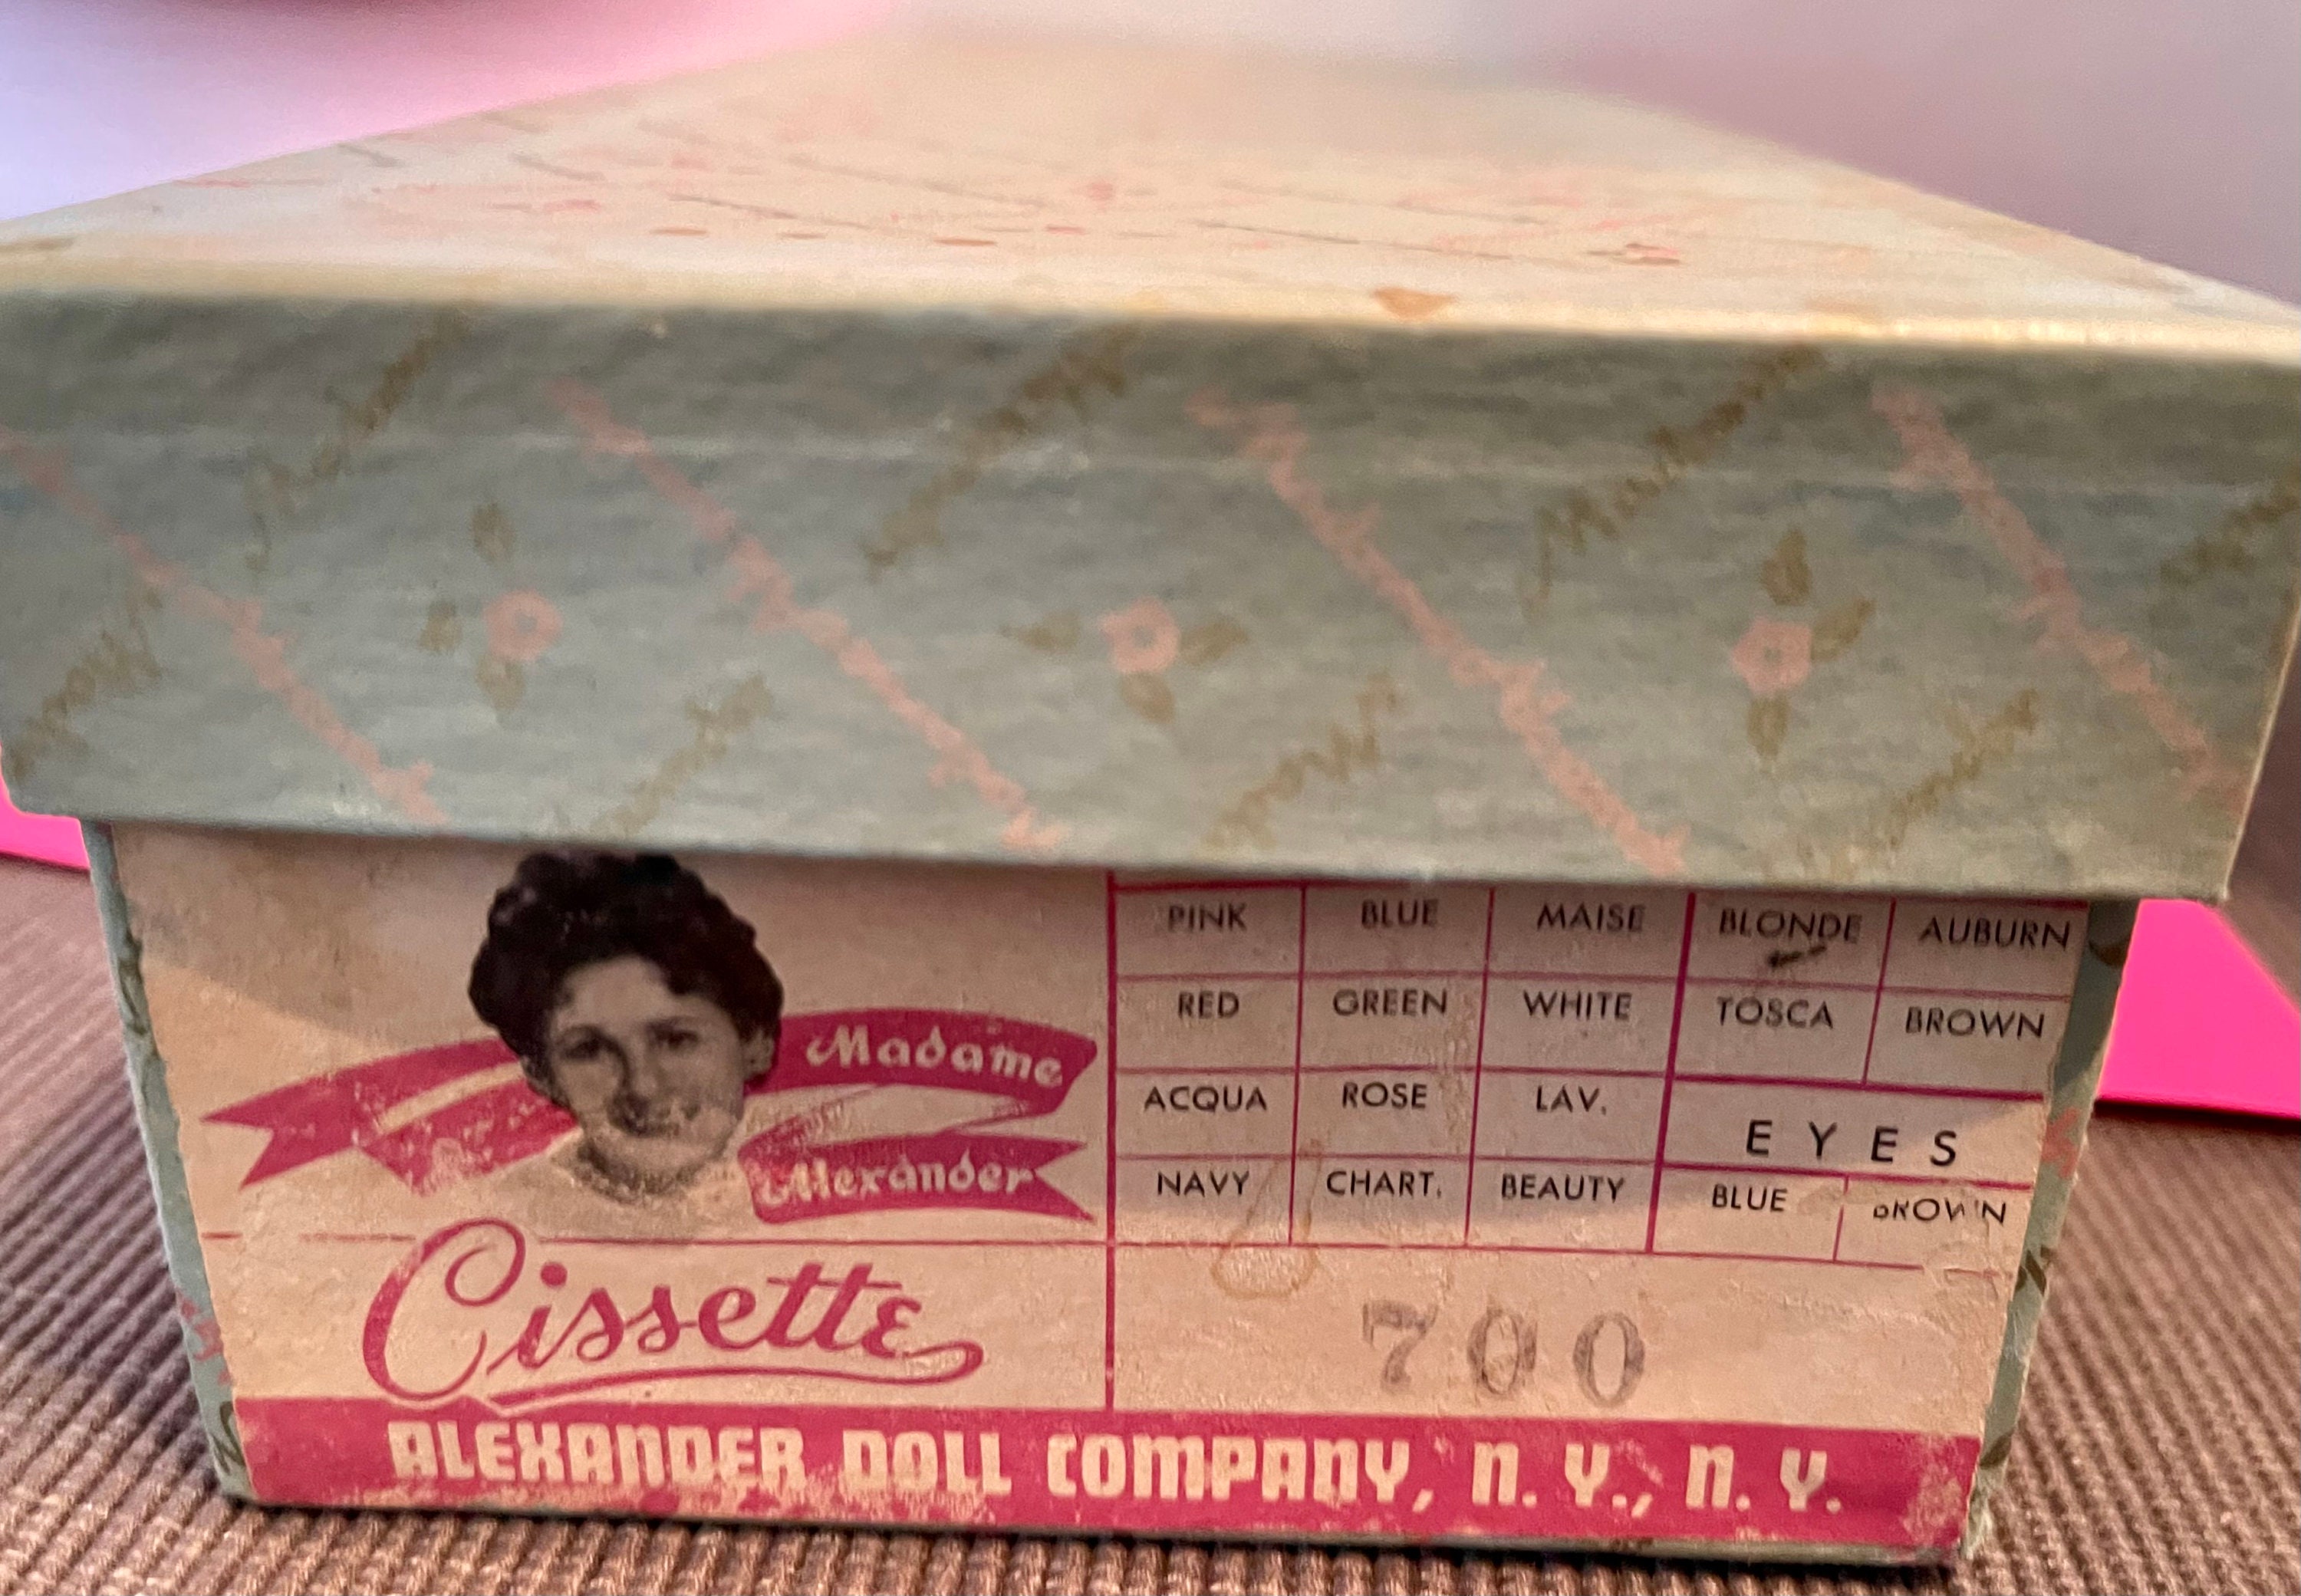 Madame
Alexander
Cissette
PINK BLUE MAISE BLONDE AUBURN
RED GREEN WHITE TOSCA BROWN
ACQUA ROSE LAV.
EYES
NAVY CHART. BEAUTY BLUE BROWN
700
ALEXANDER DOLL COMPANY, N. Y., N. Y.